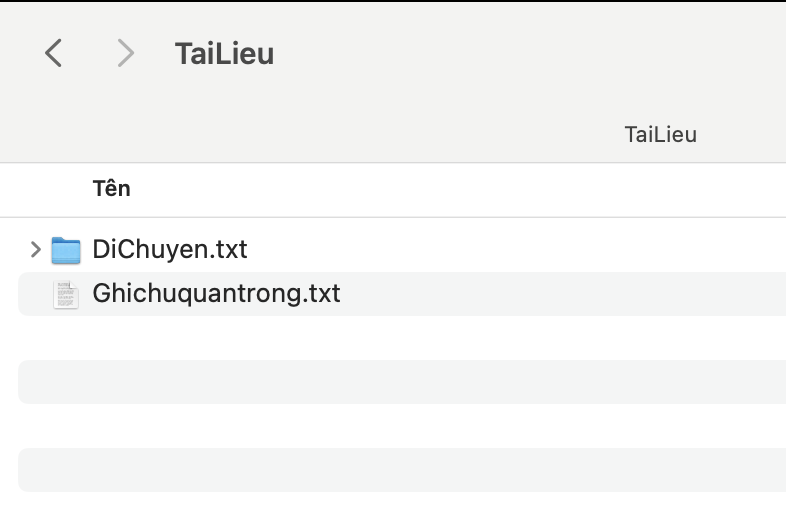 TaiLieu
TaiLieu
Tên
DiChuyen.txt
Ghichuquantrong.txt